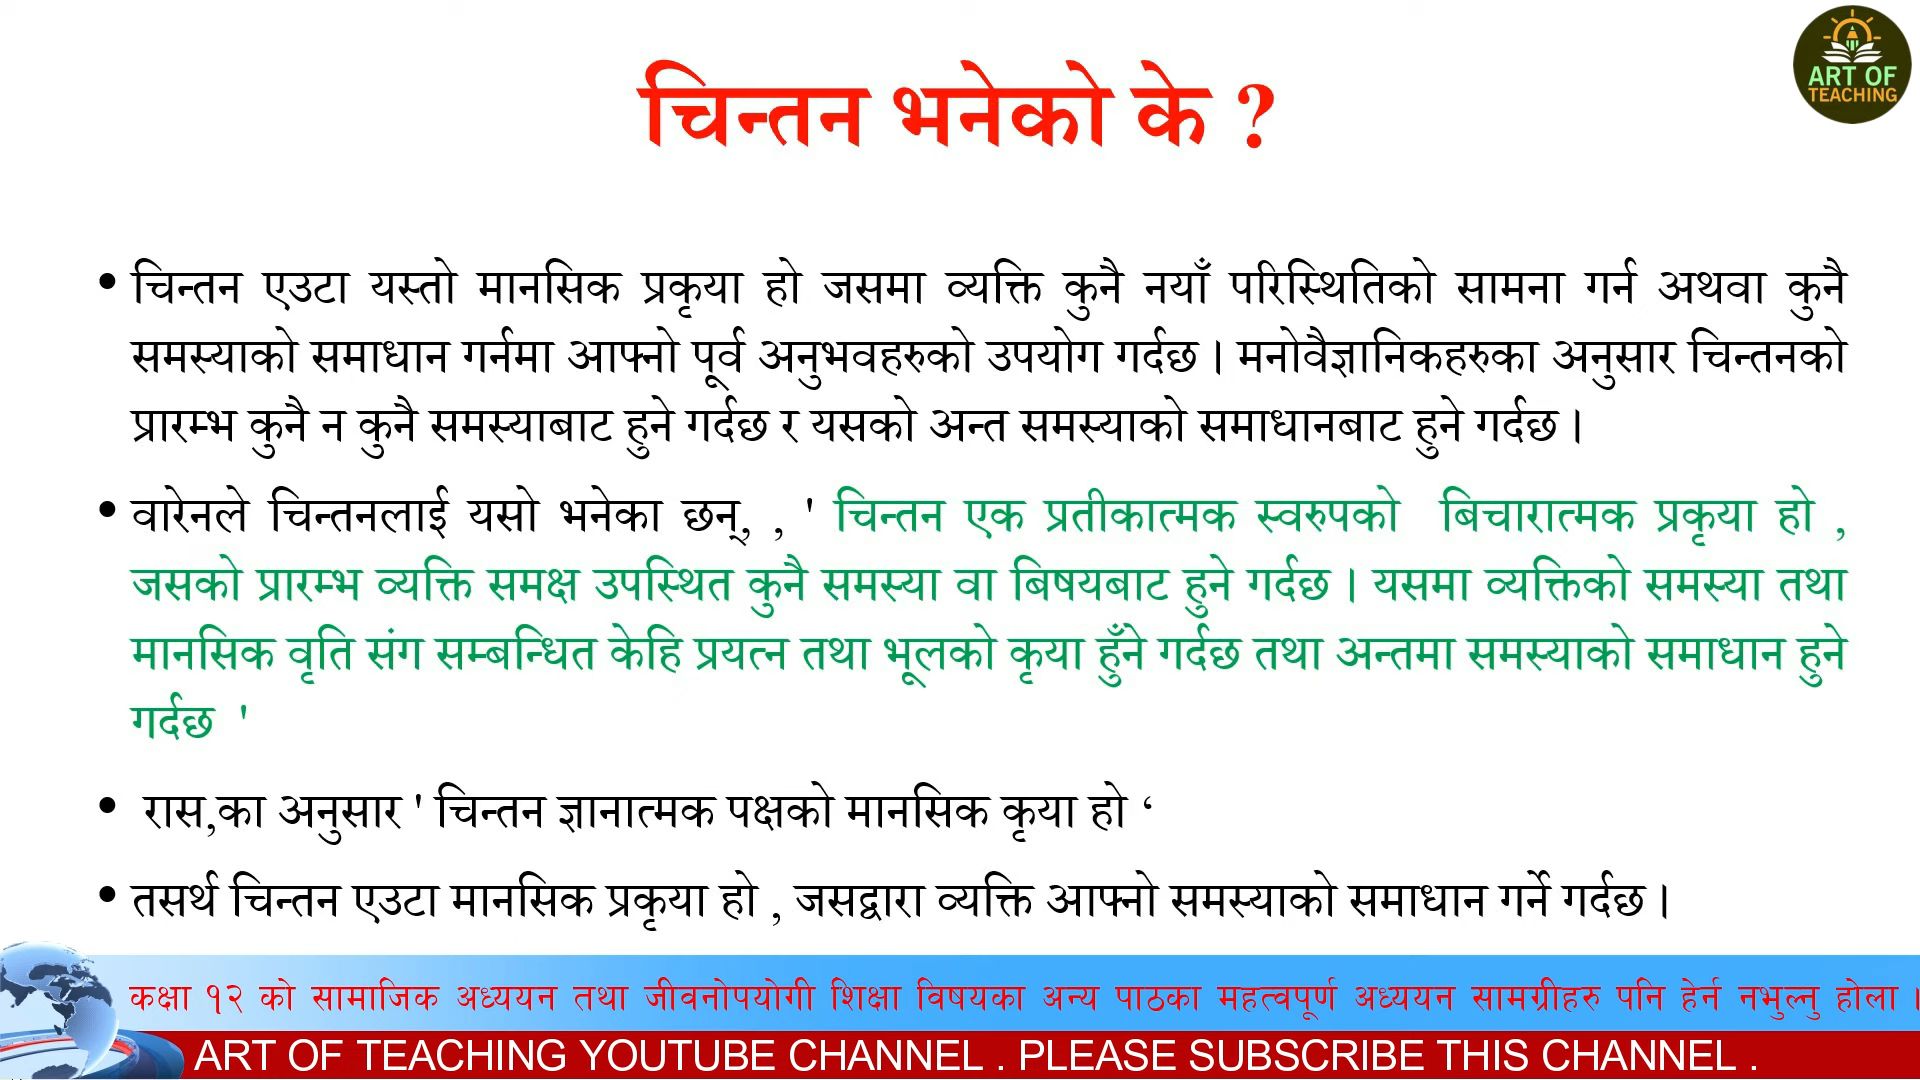 ART OF
TEACHING
चिन्तन भनेको के ?
• चिन्तन एउटा यस्तो मानसिक प्रकृया हो जसमा व्यक्ति कुनै नयाँ परिस्थितिको सामना गर्न अथवा कुनै
समस्याको समाधान गर्नमा आफ्नो पूर्व अनुभवहरुको उपयोग गर्दछ । मनोवैज्ञानिकहरुका अनुसार चिन्तनको
प्रारम्भ कुनै न कुनै समस्याबाट हुने गर्दछ र यसको अन्त समस्याको समाधानबाट हुने गर्दछ ।
• वारेनले चिन्तनलाई यसो भनेका छन्, , ' चिन्तन एक प्रतीकात्मक स्वरुपको बिचारात्मक प्रकृया हो ,
जसको प्रारम्भ व्यक्ति समक्ष उपस्थित कुनै समस्या वा बिषयबाट हुने गर्दछ । यसमा व्यक्तिको समस्या तथा
मानसिक वृति संग सम्बन्धित केहि प्रयत्न तथा भूलको कृया हुँने गर्दछ तथा अन्तमा समस्याको समाधान हुने
गर्दछ '
• रास,का अनुसार ' चिन्तन ज्ञानात्मक पक्षको मानसिक कृया हो ‘
• तसर्थ चिन्तन एउटा मानसिक प्रकृया हो , जसद्वारा व्यक्ति आफ्नो समस्याको समाधान गर्ने गर्दछ ।
कक्षा १२ को सामाजिक अध्ययन तथा जीवनोपयोगी शिक्षा विषयका अन्य पाठका महत्वपूर्ण अध्ययन सामग्रीहरु पनि हेर्न नभुल्नु होला ।
ART OF TEACHING YOUTUBE CHANNEL . PLEASE SUBSCRIBE THIS CHANNEL .